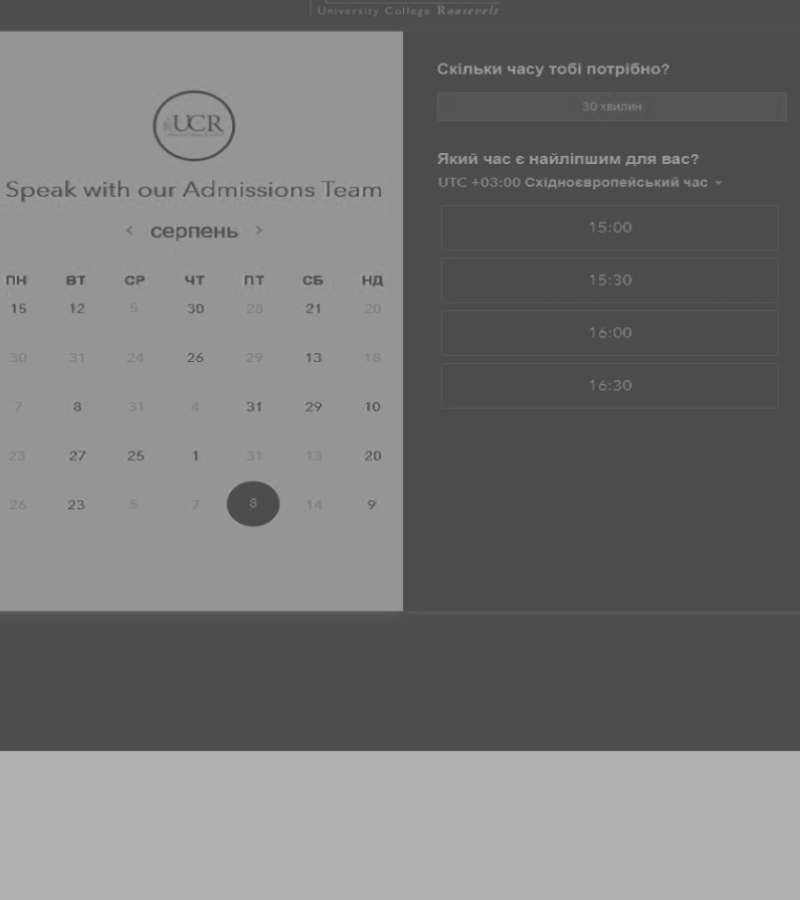 University College Roosevelt
UCR
Speak with our Admissions Team
< серпень >
ПН ВТ СР ЧТ ПТ СБ НД
15 12 5 30 28 21 20
30 31 24 26 29 13 18
7 8 31 4 31 29 10
23 27 25 1 31 13 20
26 23 5 7 8 14 9
Скільки часу тобі потрібно?
30 хвилин
Який час є найліпшим для вас?
UTC +03:00 Східноєвропейський час
15:00
15:30
16:00
16:30